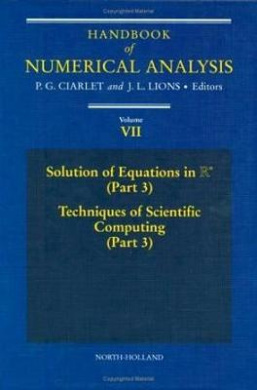 HANDBOOK
of
NUMERICAL ANALYSIS
P. G. CIARLET and J. L. LIONS • Editors
Volume
VII
Solution of Equations in ℝⁿ
(Part 3)
Techniques of Scientific
Computing
(Part 3)
NORTH-HOLLAND